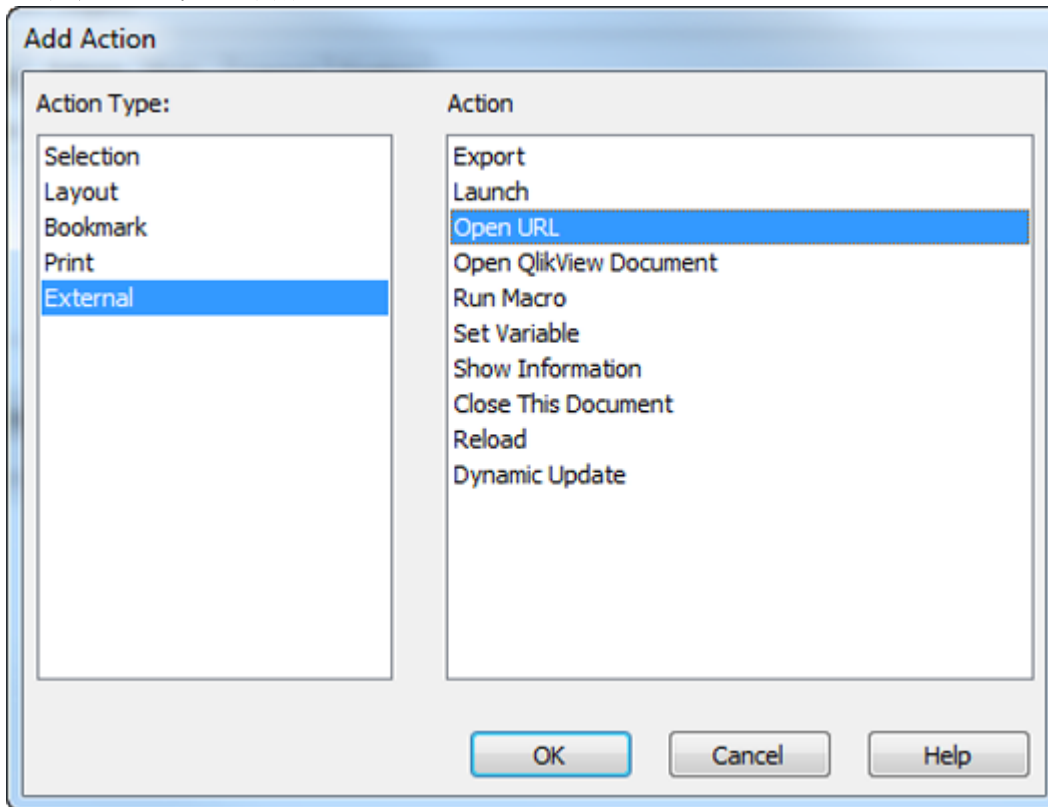 Add Action
Action Type:
Selection
Layout
Bookmark
Print
External
Action
Export
Launch
Open URL
Open QlikView Document
Run Macro
Set Variable
Show Information
Close This Document
Reload
Dynamic Update
OK
Cancel
Help